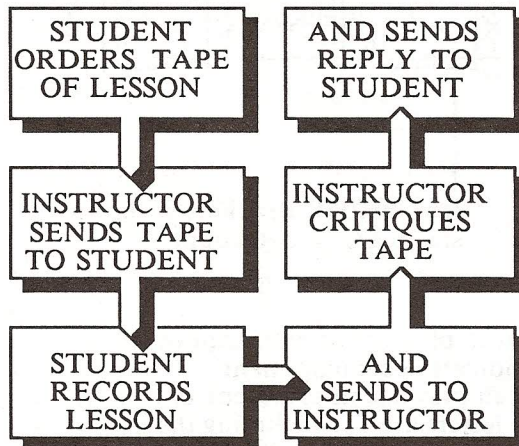 STUDENT
ORDERS TAPE
OF LESSON
INSTRUCTOR
SENDS TAPE
TO STUDENT
STUDENT
RECORDS
LESSON
AND
SENDS TO
INSTRUCTOR
INSTRUCTOR
CRITIQUES
TAPE
AND SENDS
REPLY TO
STUDENT